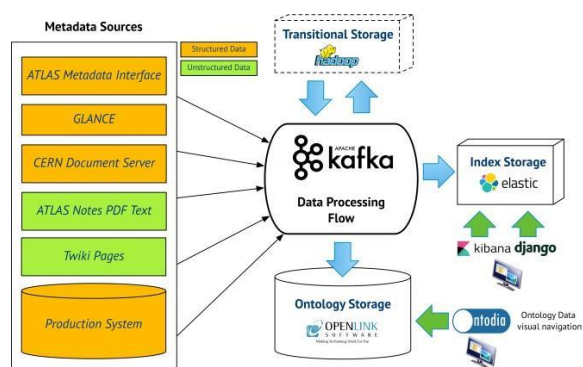 Metadata Sources
Structured Data
Unstructured Data
ATLAS Metadata Interface
GLANCE
CERN Document Server
ATLAS Notes PDF Text
Twiki Pages
Production System
Transitional Storage
hadoop
APACHE
kafka
Data Processing
Flow
Index Storage
elastic
kibana django
Ontology Storage
OPENLINK
SOFTWARE
ntodia
Ontology Data
visual navigation